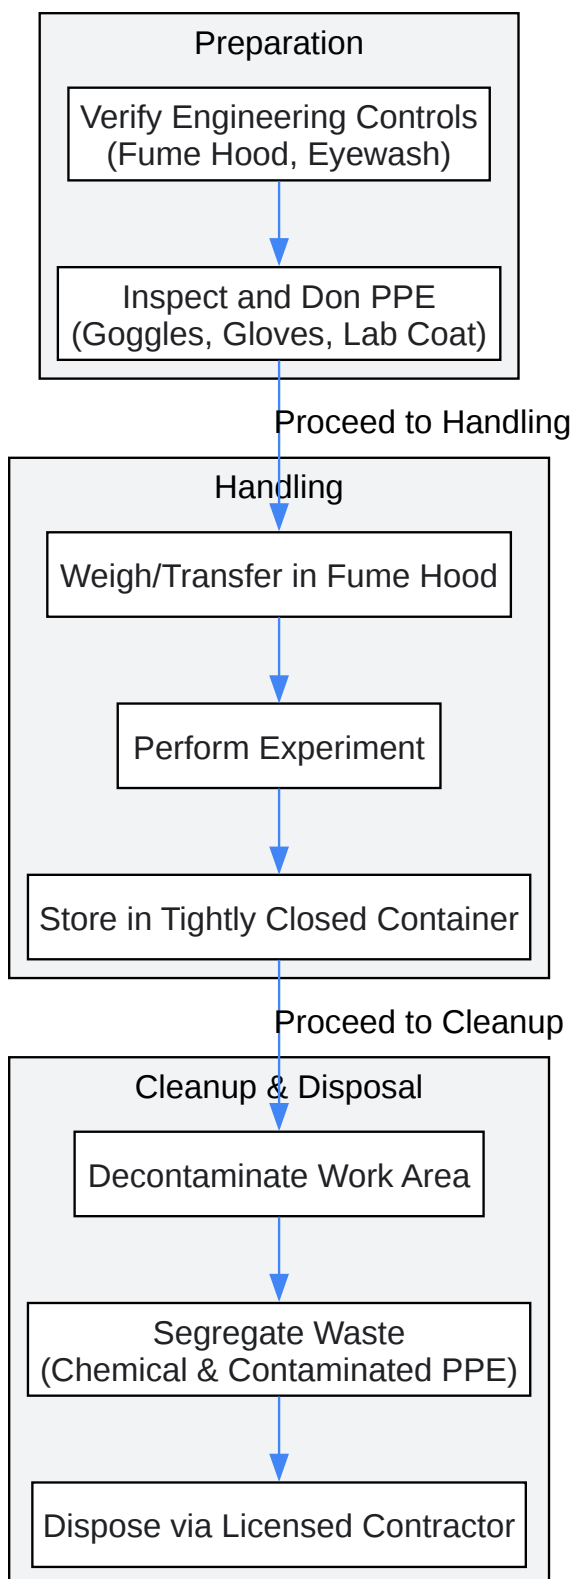 Preparation
Verify Engineering Controls
(Fume Hood, Eyewash)
Inspect and Don PPE
(Goggles, Gloves, Lab Coat)
Proceed to Handling
Handling
Weigh/Transfer in Fume Hood
Perform Experiment
Store in Tightly Closed Container
Proceed to Cleanup
Cleanup & Disposal
Decontaminate Work Area
Segregate Waste
(Chemical & Contaminated PPE)
Dispose via Licensed Contractor